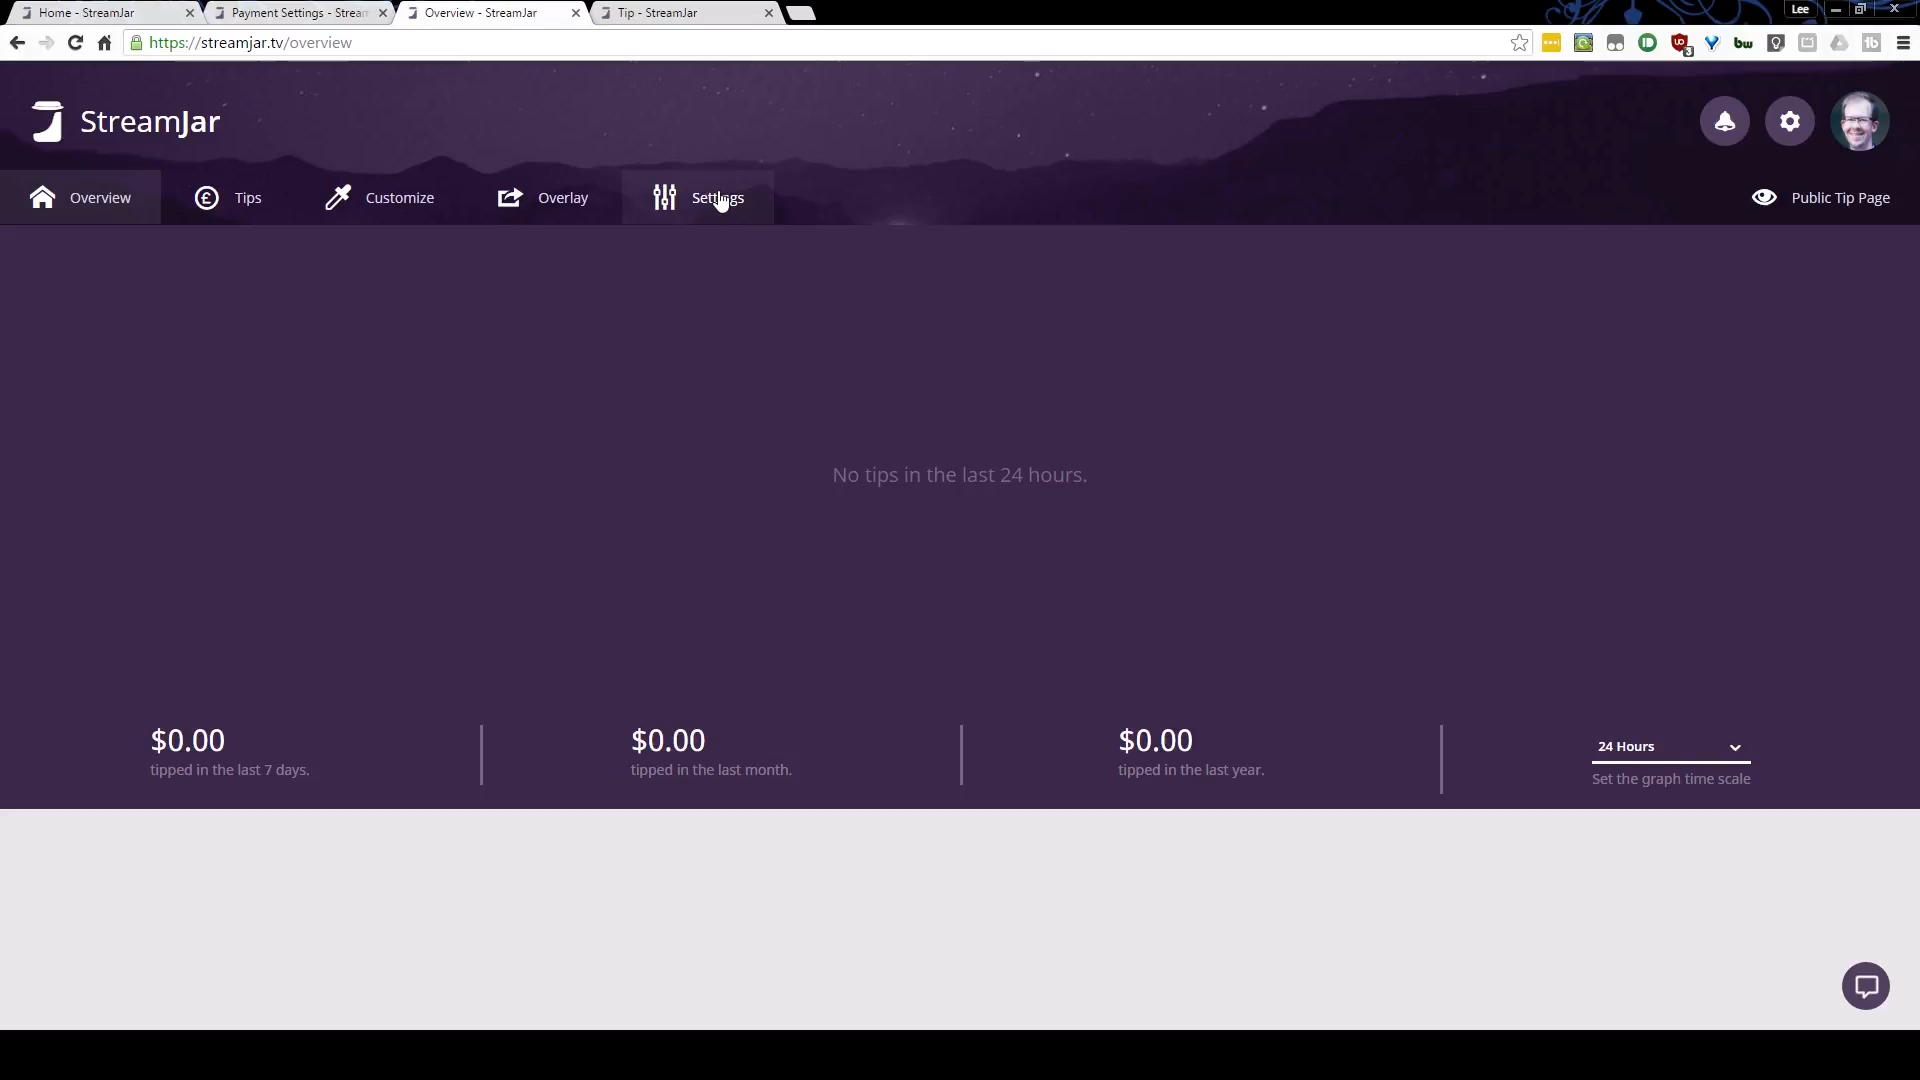 Home - StreamJar
Payment Settings - Stream
Overview - StreamJar
Tip - StreamJar
Lee
https://streamjar.tv/overview
StreamJar
Overview
Tips
Customize
Overlay
Settings
Public Tip Page
No tips in the last 24 hours.
$0.00
tipped in the last 7 days.
$0.00
tipped in the last month.
$0.00
tipped in the last year.
24 Hours
Set the graph time scale